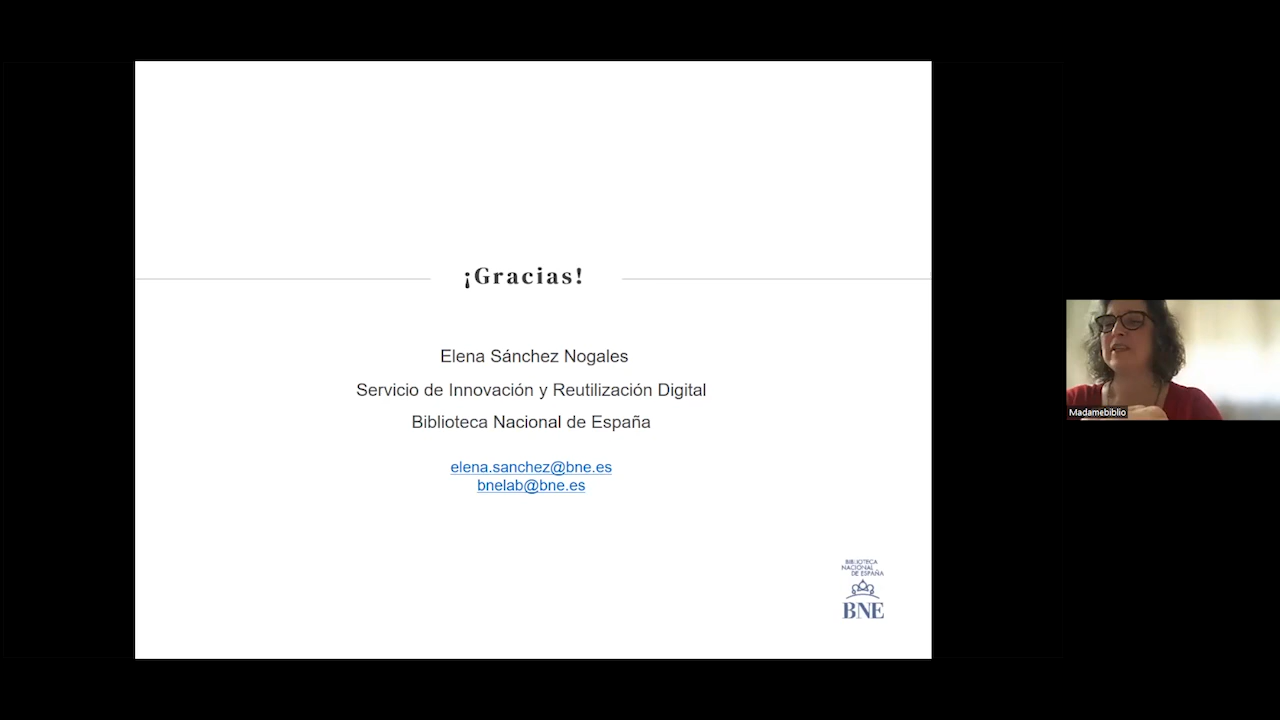 ¡Gracias!
Elena Sánchez Nogales
Servicio de Innovación y Reutilización Digital
Biblioteca Nacional de España
elena.sanchez@bne.es
bnelab@bne.es
Madamebiblio
BIBLIOTECA
NACIONAL
DE ESPAÑA
BNE